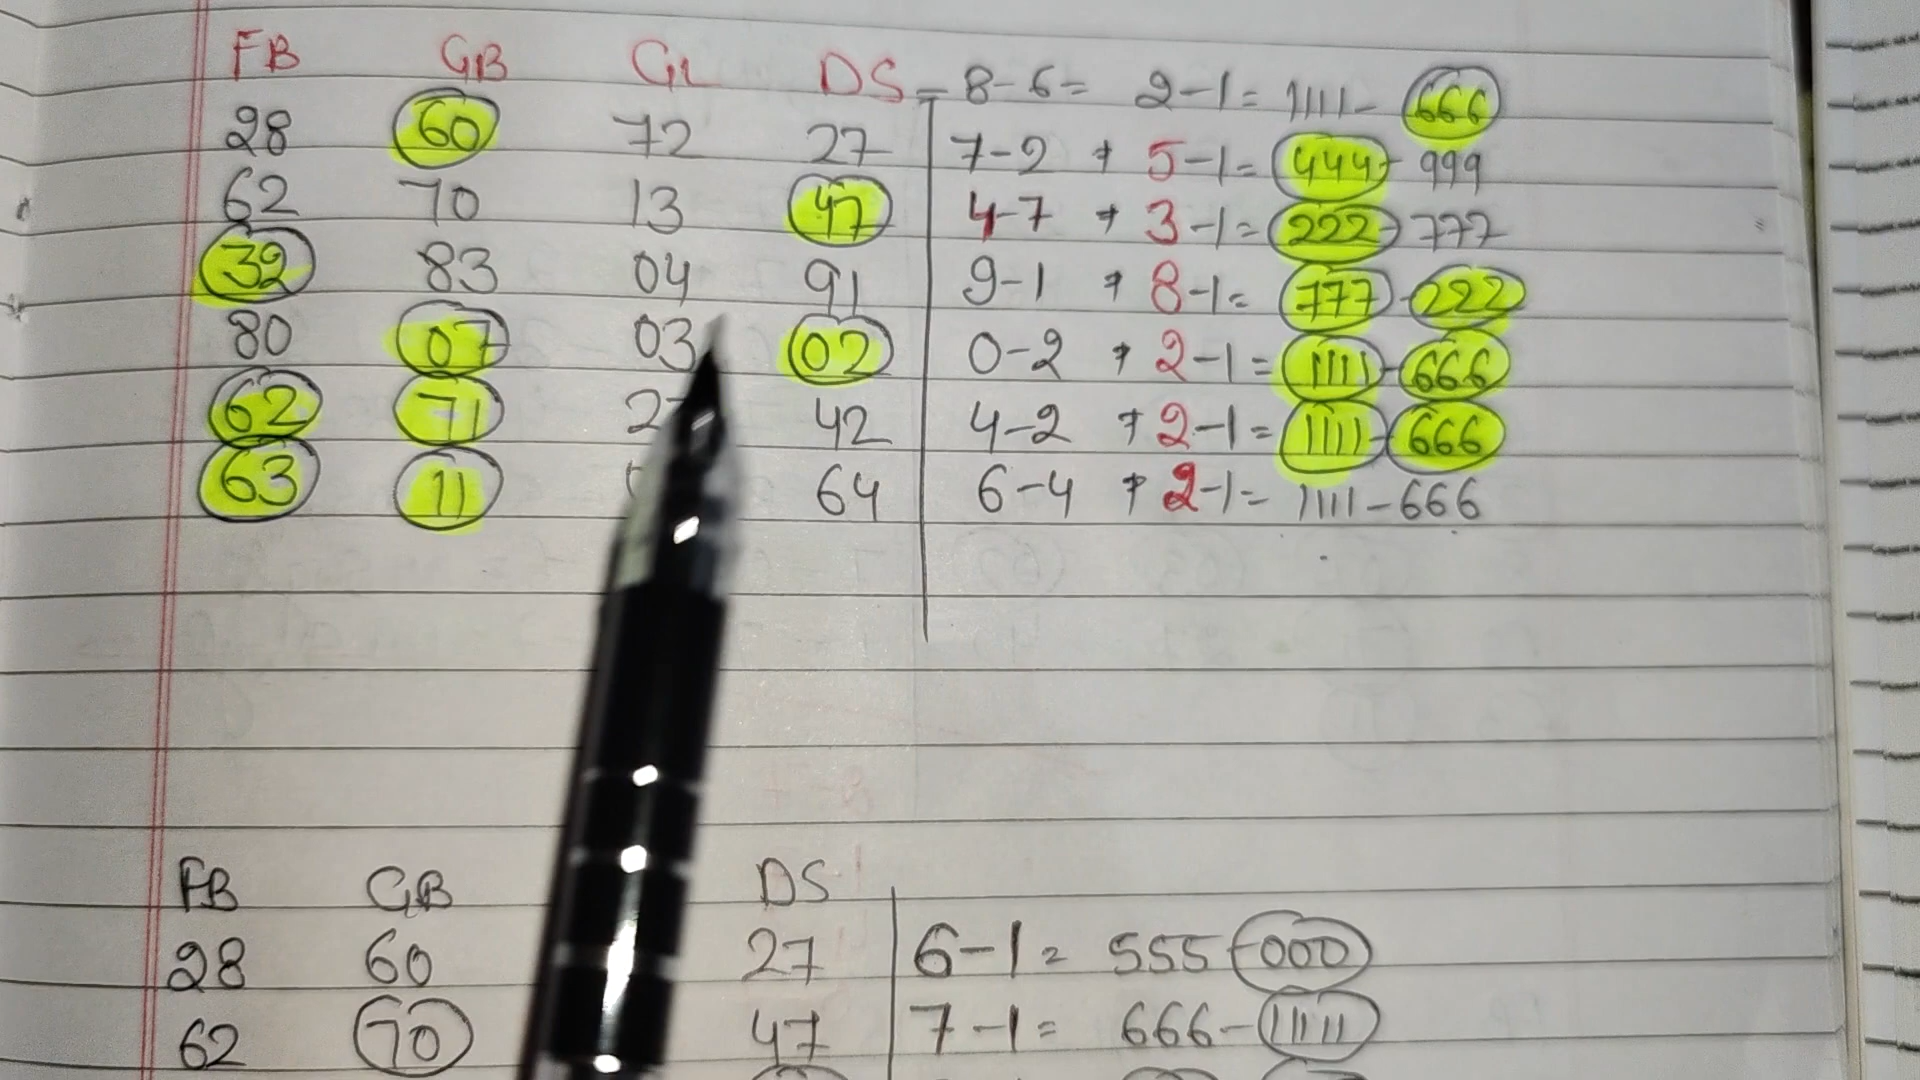 FB GB GL DS - 8-6= 2-1= 1111- 666
28 60 72 27 7-2 + 5-1= 444- 999
62 70 13 47 4-7 + 3-1= 222- 777
32 83 04 91 9-1 + 8-1= 777- 222
80 07 03 02 0-2 + 2-1= 1111- 666
62 71 42 4-2 + 2-1= 1111- 666
63 11 64 6-4 + 2-1= 1111-666
FB GB DS
28 60 27 6-1= 555-000
62 70 47 7-1= 666-11111